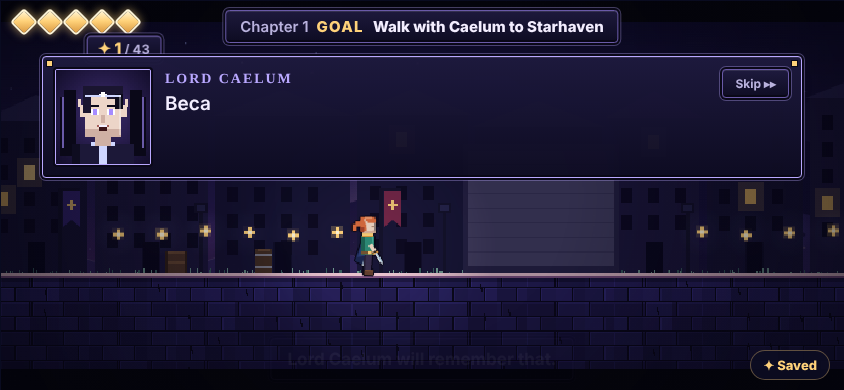 Chapter 1 GOAL Walk with Caelum to Starhaven
1 / 43
LORD CAELUM
Beca
Skip
Lord Caelum will remember that.
Saved